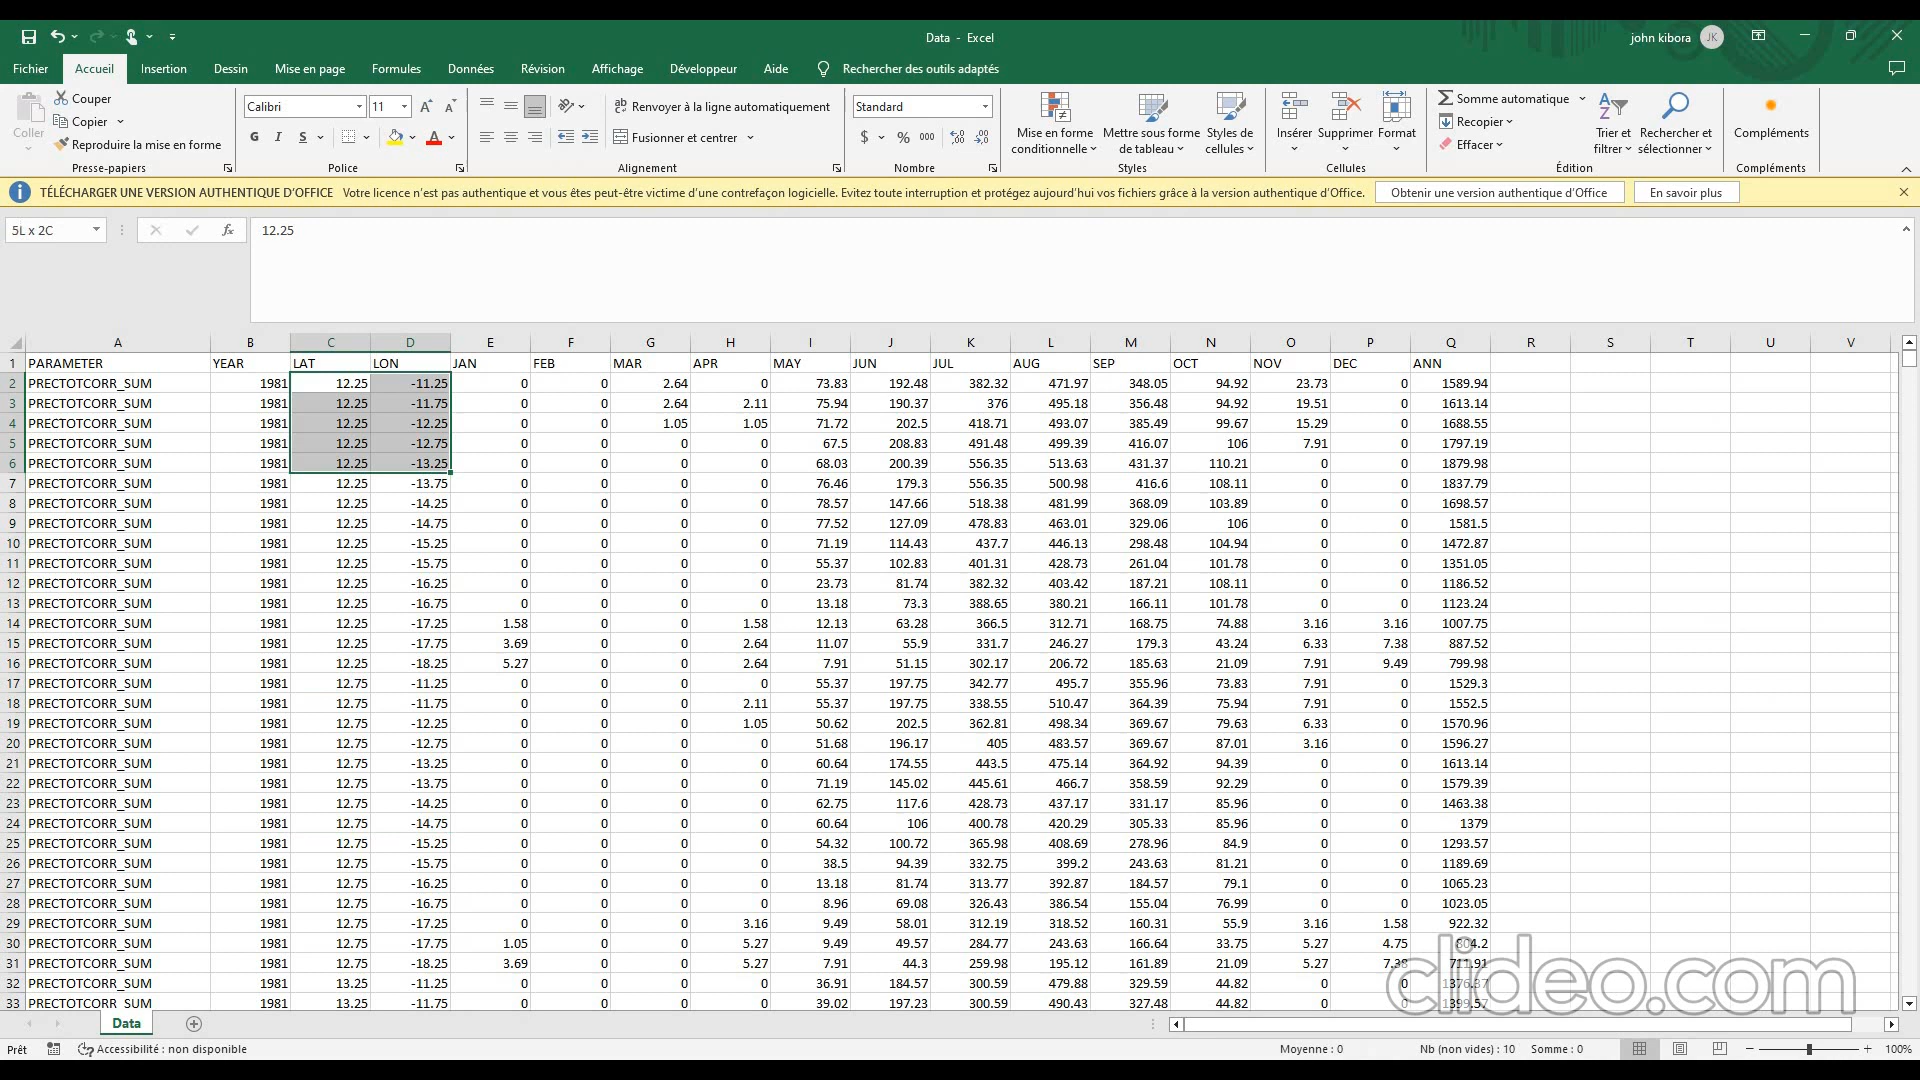 Data - Excel
john kibora JK
Fichier Accueil Insertion Dessin Mise en page Formules Données Révision Affichage Développeur Aide Rechercher des outils adaptés
Coller
Couper
Copier
Reproduire la mise en forme
Presse-papiers
Calibri 11
G I S
Police
Renvoyer à la ligne automatiquement
Fusionner et centrer
Alignement
Standard
$ % 000
Nombre
Mise en forme conditionnelle
Mettre sous forme de tableau
Styles de cellules
Styles
Insérer Supprimer Format
Cellules
Somme automatique
Recopier
Effacer
Trier et filtrer
Rechercher et sélectionner
Édition
Compléments
Compléments
TÉLÉCHARGER UNE VERSION AUTHENTIQUE D'OFFICE Votre licence n'est pas authentique et vous êtes peut-être victime d'une contrefaçon logicielle. Evitez toute interruption et protégez aujourd'hui vos fichiers grâce à la version authentique d'Office. Obtenir une version authentique d'Office En savoir plus
5L x 2C fx 12.25
A B C D E F G H I J K L M N O P Q R S T U V
1 PARAMETER YEAR LAT LON JAN FEB MAR APR MAY JUN JUL AUG SEP OCT NOV DEC ANN
2 PRECTOTCORR_SUM 1981 12.25 -11.25 0 0 2.64 0 73.83 192.48 382.32 471.97 348.05 94.92 23.73 0 1589.94
3 PRECTOTCORR_SUM 1981 12.25 -11.75 0 0 2.64 2.11 75.94 190.37 376 495.18 356.48 94.92 19.51 0 1613.14
4 PRECTOTCORR_SUM 1981 12.25 -12.25 0 0 1.05 1.05 71.72 202.5 418.71 493.07 385.49 99.67 15.29 0 1688.55
5 PRECTOTCORR_SUM 1981 12.25 -12.75 0 0 0 0 67.5 208.83 491.48 499.39 416.07 106 7.91 0 1797.19
6 PRECTOTCORR_SUM 1981 12.25 -13.25 0 0 0 0 68.03 200.39 556.35 513.63 431.37 110.21 0 0 1879.98
7 PRECTOTCORR_SUM 1981 12.25 -13.75 0 0 0 0 76.46 179.3 556.35 500.98 416.6 108.11 0 0 1837.79
8 PRECTOTCORR_SUM 1981 12.25 -14.25 0 0 0 0 78.57 147.66 518.38 481.99 368.09 103.89 0 0 1698.57
9 PRECTOTCORR_SUM 1981 12.25 -14.75 0 0 0 0 77.52 127.09 478.83 463.01 329.06 106 0 0 1581.5
10 PRECTOTCORR_SUM 1981 12.25 -15.25 0 0 0 0 71.19 114.43 437.7 446.13 298.48 104.94 0 0 1472.87
11 PRECTOTCORR_SUM 1981 12.25 -15.75 0 0 0 0 55.37 102.83 401.31 428.73 261.04 101.78 0 0 1351.05
12 PRECTOTCORR_SUM 1981 12.25 -16.25 0 0 0 0 23.73 81.74 382.32 403.42 187.21 108.11 0 0 1186.52
13 PRECTOTCORR_SUM 1981 12.25 -16.75 0 0 0 0 13.18 73.3 388.65 380.21 166.11 101.78 0 0 1123.24
14 PRECTOTCORR_SUM 1981 12.25 -17.25 1.58 0 0 1.58 12.13 63.28 366.5 312.71 168.75 74.88 3.16 3.16 1007.75
15 PRECTOTCORR_SUM 1981 12.25 -17.75 3.69 0 0 2.64 11.07 55.9 331.7 246.27 179.3 43.24 6.33 7.38 887.52
16 PRECTOTCORR_SUM 1981 12.25 -18.25 5.27 0 0 2.64 7.91 51.15 302.17 206.72 185.63 21.09 7.91 9.49 799.98
17 PRECTOTCORR_SUM 1981 12.75 -11.25 0 0 0 0 55.37 197.75 342.77 495.7 355.96 73.83 7.91 0 1529.3
18 PRECTOTCORR_SUM 1981 12.75 -11.75 0 0 0 2.11 55.37 197.75 338.55 510.47 364.39 75.94 7.91 0 1552.5
19 PRECTOTCORR_SUM 1981 12.75 -12.25 0 0 0 1.05 50.62 202.5 362.81 498.34 369.67 79.63 6.33 0 1570.96
20 PRECTOTCORR_SUM 1981 12.75 -12.75 0 0 0 0 51.68 196.17 405 483.57 369.67 87.01 3.16 0 1596.27
21 PRECTOTCORR_SUM 1981 12.75 -13.25 0 0 0 0 60.64 174.55 443.5 475.14 364.92 94.39 0 0 1613.14
22 PRECTOTCORR_SUM 1981 12.75 -13.75 0 0 0 0 71.19 145.02 445.61 466.7 358.59 92.29 0 0 1579.39
23 PRECTOTCORR_SUM 1981 12.75 -14.25 0 0 0 0 62.75 117.6 428.73 437.17 331.17 85.96 0 0 1463.38
24 PRECTOTCORR_SUM 1981 12.75 -14.75 0 0 0 0 60.64 106 400.78 420.29 305.33 85.96 0 0 1379
25 PRECTOTCORR_SUM 1981 12.75 -15.25 0 0 0 0 54.32 100.72 365.98 408.69 278.96 84.9 0 0 1293.57
26 PRECTOTCORR_SUM 1981 12.75 -15.75 0 0 0 0 38.5 94.39 332.75 399.2 243.63 81.21 0 0 1189.69
27 PRECTOTCORR_SUM 1981 12.75 -16.25 0 0 0 0 13.18 81.74 313.77 392.87 184.57 79.1 0 0 1065.23
28 PRECTOTCORR_SUM 1981 12.75 -16.75 0 0 0 0 8.96 69.08 326.43 386.54 155.04 76.99 0 0 1023.05
29 PRECTOTCORR_SUM 1981 12.75 -17.25 0 0 0 3.16 9.49 58.01 312.19 318.52 160.31 55.9 3.16 1.58 922.32
30 PRECTOTCORR_SUM 1981 12.75 -17.75 1.05 0 0 5.27 9.49 49.57 284.77 243.63 166.64 33.75 5.27 4.75 804.2
31 PRECTOTCORR_SUM 1981 12.75 -18.25 3.69 0 0 5.27 7.91 44.3 259.98 195.12 161.89 21.09 5.27 7.38 711.91
32 PRECTOTCORR_SUM 1981 13.25 -11.25 0 0 0 0 36.91 184.57 300.59 479.88 329.59 44.82 0 0 1376.37
33 PRECTOTCORR_SUM 1981 13.25 -11.75 0 0 0 0 39.02 197.23 300.59 490.43 327.48 44.82 0 0 1399.57
clideo.com
Data
Prêt Accessibilité : non disponible Moyenne : 0 Nb (non vides) : 10 Somme : 0 100%